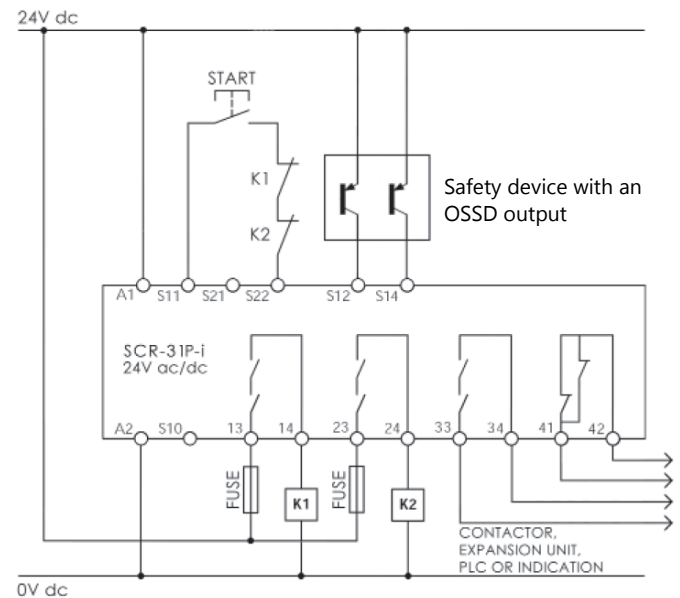 24V dc
START
K1
K2
Safety device with an
OSSD output
A1 S11 S21 S22 S12 S14
SCR-31P-i
24V ac/dc
A2 S10 13 14 23 24 33 34 41 42
FUSE
K1
FUSE
K2
CONTACTOR,
EXPANSION UNIT,
PLC OR INDICATION
0V dc